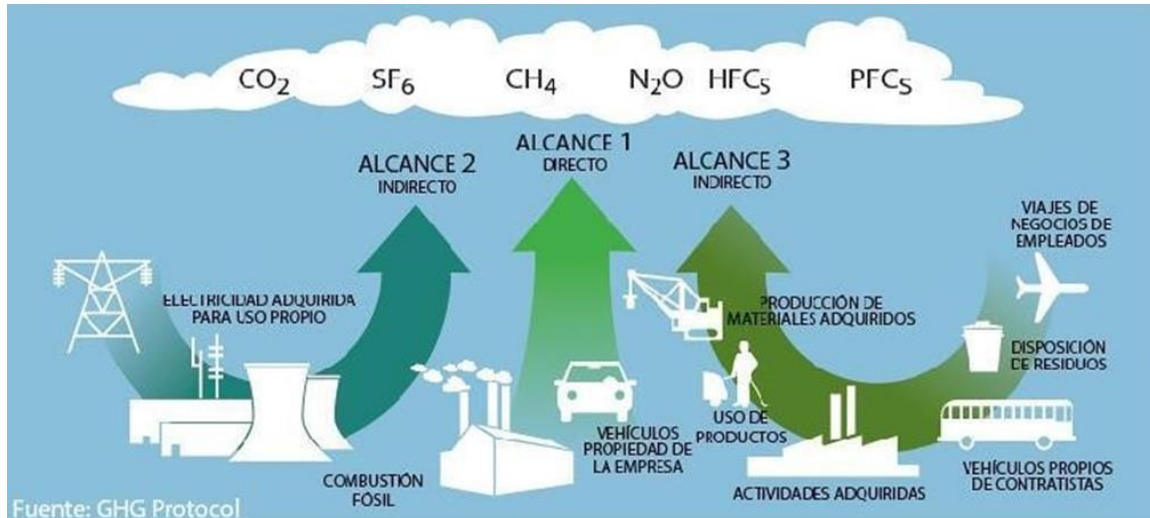 CO₂ SF₆ CH₄ N₂O HFC₅ PFC₅
ALCANCE 2
INDIRECTO
ALCANCE 1
DIRECTO
ALCANCE 3
INDIRECTO
VIAJES DE
NEGOCIOS DE
EMPLEADOS
ELECTRICIDAD ADQUIRIDA
PARA USO PROPIO
PRODUCCIÓN DE
MATERIALES ADQUIRIDOS
DISPOSICIÓN
DE RESIDUOS
USO DE
PRODUCTOS
VEHÍCULOS
PROPIEDAD DE
LA EMPRESA
COMBUSTIÓN
FÓSIL
ACTIVIDADES ADQUIRIDAS
VEHÍCULOS PROPIOS
DE CONTRATISTAS
Fuente: GHG Protocol